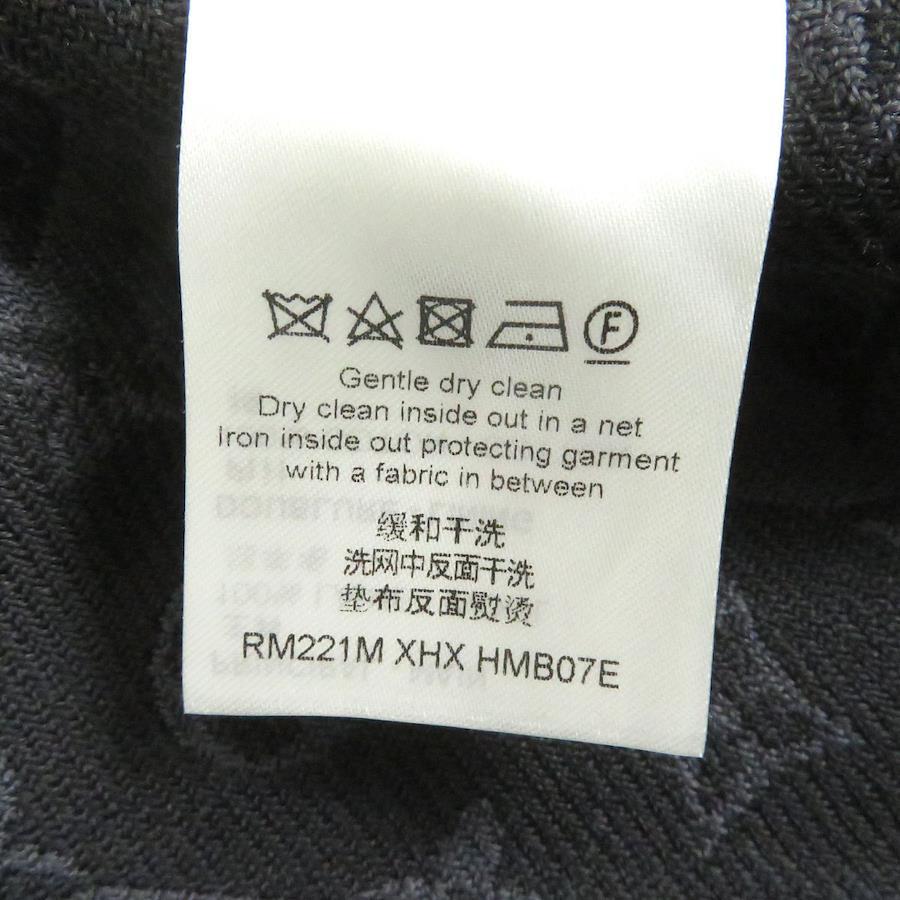 F
Gentle dry clean
Dry clean inside out in a net
Iron inside out protecting garment
with a fabric in between
缓和干洗
洗网中反面干洗
垫布反面熨烫
RM221M XHX HMB07E